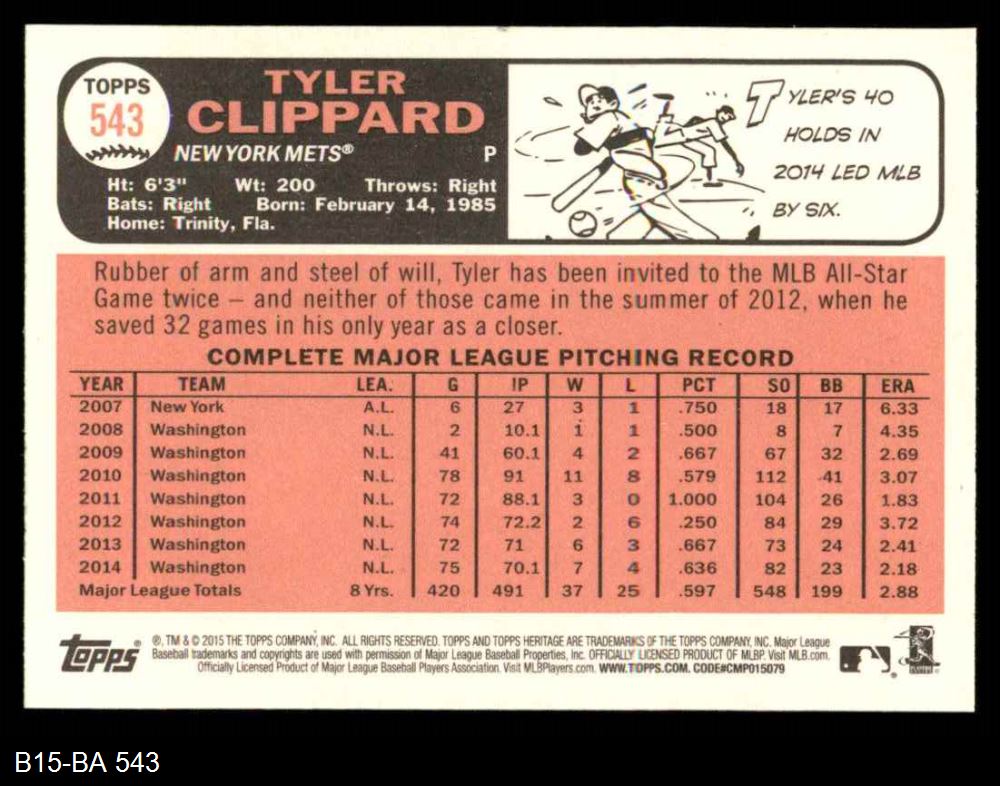 TOPPS
543
TYLER
CLIPPARD
NEW YORK METS® P
Ht: 6'3" Wt: 200 Throws: Right
Bats: Right Born: February 14, 1985
Home: Trinity, Fla.
TYLER'S 40
HOLDS IN
2014 LED MLB
BY SIX.
Rubber of arm and steel of will, Tyler has been invited to the MLB All-Star
Game twice – and neither of those came in the summer of 2012, when he
saved 32 games in his only year as a closer.
COMPLETE MAJOR LEAGUE PITCHING RECORD
YEAR TEAM LEA. G IP W L PCT SO BB ERA
2007 New York A.L. 6 27 3 1 .750 18 17 6.33
2008 Washington N.L. 2 10.1 1 1 .500 8 7 4.35
2009 Washington N.L. 41 60.1 4 2 .667 67 32 2.69
2010 Washington N.L. 78 91 11 8 .579 112 41 3.07
2011 Washington N.L. 72 88.1 3 0 1.000 104 26 1.83
2012 Washington N.L. 74 72.2 2 6 .250 84 29 3.72
2013 Washington N.L. 72 71 6 3 .667 73 24 2.41
2014 Washington N.L. 75 70.1 7 4 .636 82 23 2.18
Major League Totals 8 Yrs. 420 491 37 25 .597 548 199 2.88
topps
®, TM & © 2015 THE TOPPS COMPANY, INC. ALL RIGHTS RESERVED. TOPPS AND TOPPS HERITAGE ARE TRADEMARKS OF THE TOPPS COMPANY, INC. Major League
Baseball trademarks and copyrights are used with permission of Major League Baseball Properties, Inc. OFFICIALLY LICENSED PRODUCT OF MLBP. Visit MLB.com.
Officially Licensed Product of Major League Baseball Players Association. Visit MLBPlayers.com. WWW.TOPPS.COM. CODE#CMP015079
B15-BA 543